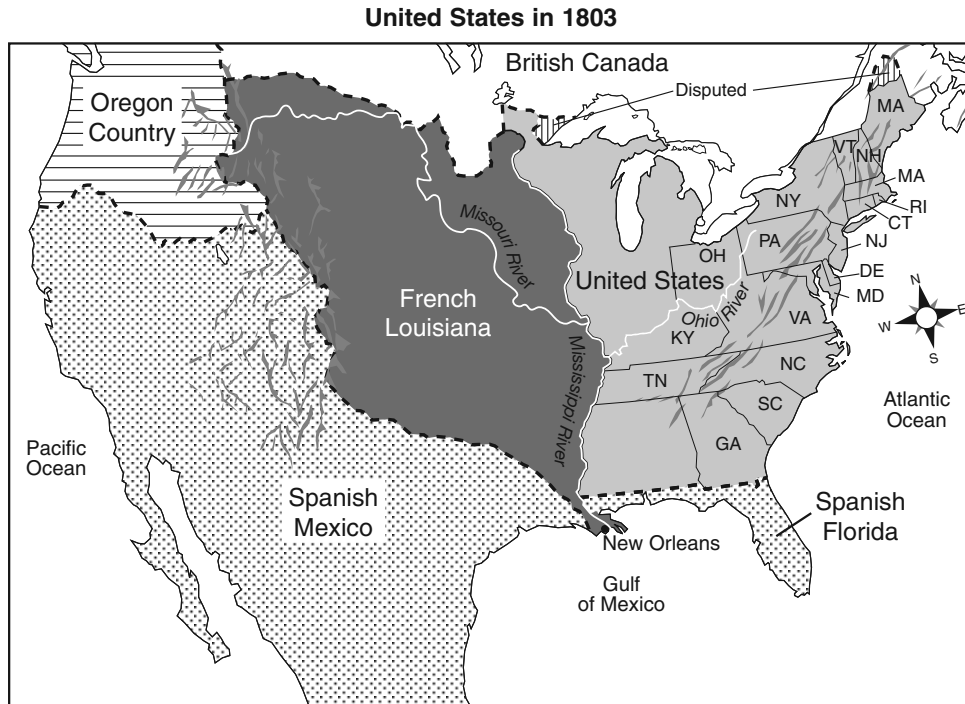 United States in 1803
British Canada
Disputed
Oregon
Country
MA
VT
NH
MA
NY
RI
CT
PA
NJ
OH
Missouri River
United States
DE
MD
N
W
E
S
French
Louisiana
Ohio River
VA
KY
Mississippi River
NC
TN
SC
Atlantic
Ocean
GA
Pacific
Ocean
Spanish
Mexico
Spanish
Florida
New Orleans
Gulf
of Mexico